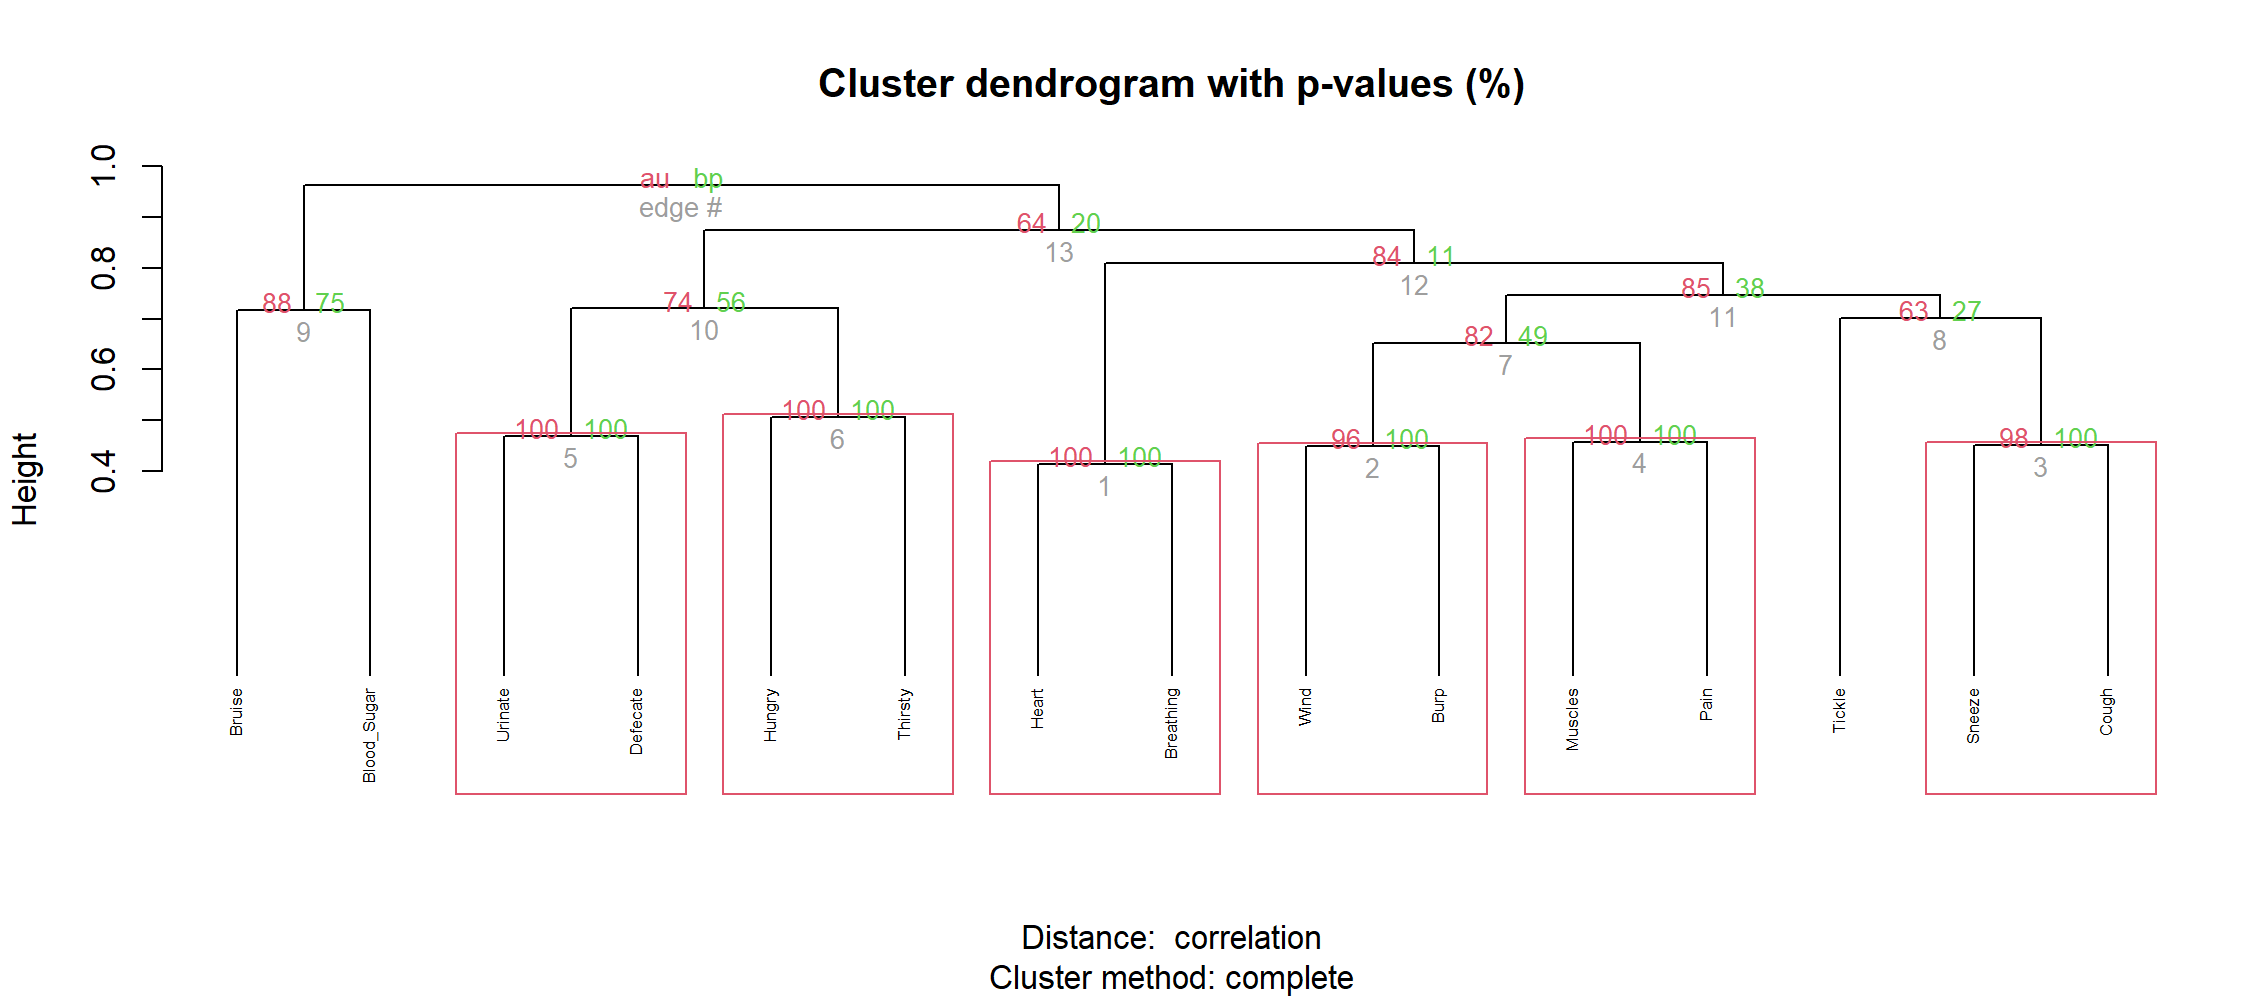 Cluster dendrogram with p-values (%)
Height
1.0
0.8
0.6
0.4
au bp
edge #
64 20
13
84 11
12
85 38
11
88 75
9
74 56
10
63 27
8
82 49
7
100 100
6
100 100
5
100 100
4
98 100
3
96 100
2
100 100
1
Bruise
Blood_Sugar
Urinate
Defecate
Hungry
Thirsty
Heart
Breathing
Wind
Burp
Muscles
Pain
Tickle
Sneeze
Cough
Distance: correlation
Cluster method: complete